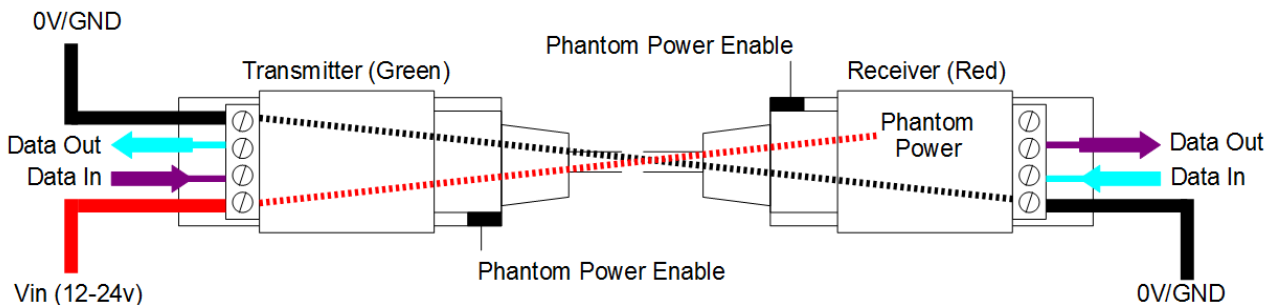 0V/GND
Phantom Power Enable
Transmitter (Green)
Receiver (Red)
Data Out
Data In
Phantom
Power
Data Out
Data In
Phantom Power Enable
Vin (12-24v)
0V/GND